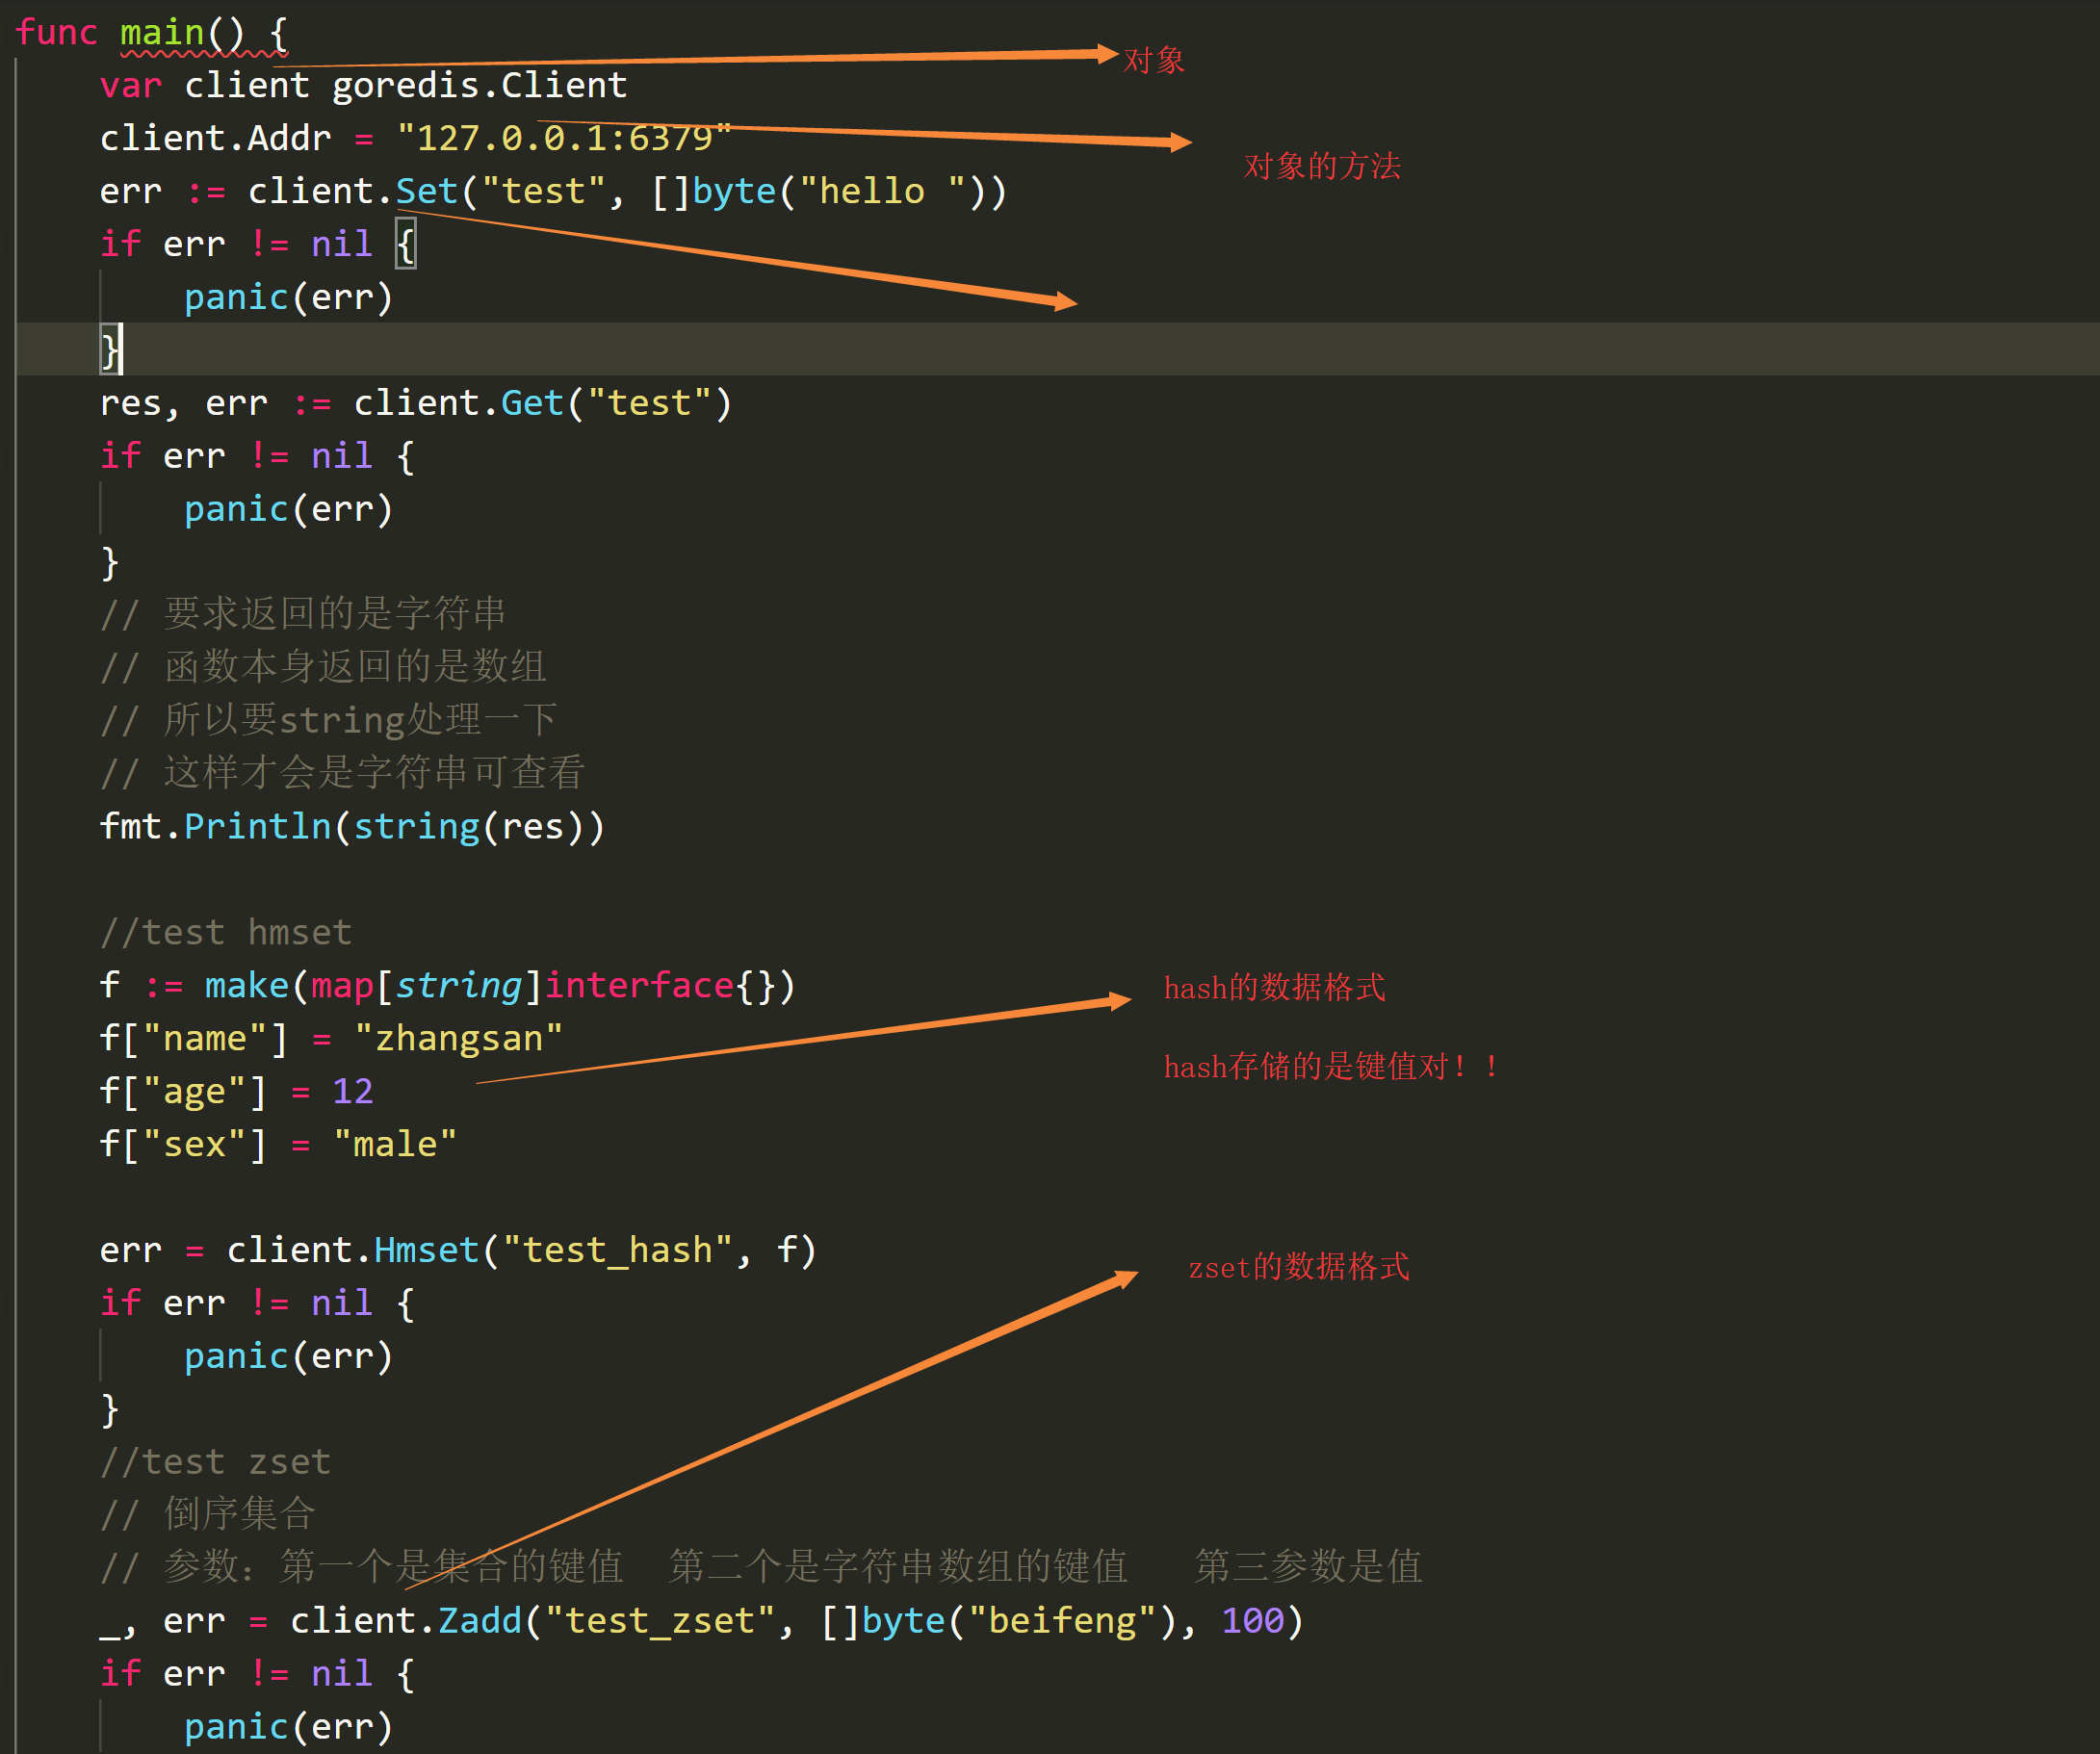 func main() {
对象
var client goredis.Client
client.Addr = "127.0.0.1:6379"
对象的方法
err := client.Set("test", []byte("hello "))
if err != nil {
panic(err)
}
res, err := client.Get("test")
if err != nil {
panic(err)
}
// 要求返回的是字符串
// 函数本身返回的是数组
// 所以要string处理一下
// 这样才会是字符串可查看
fmt.Println(string(res))
//test hmset
f := make(map[string]interface{})
hash的数据格式
f["name"] = "zhangsan"
hash存储的是键值对！！
f["age"] = 12
f["sex"] = "male"
err = client.Hmset("test_hash", f)
zset的数据格式
if err != nil {
panic(err)
}
//test zset
// 倒序集合
// 参数：第一个是集合的键值  第二个是字符串数组的键值   第三参数是值
_, err = client.Zadd("test_zset", []byte("beifeng"), 100)
if err != nil {
panic(err)